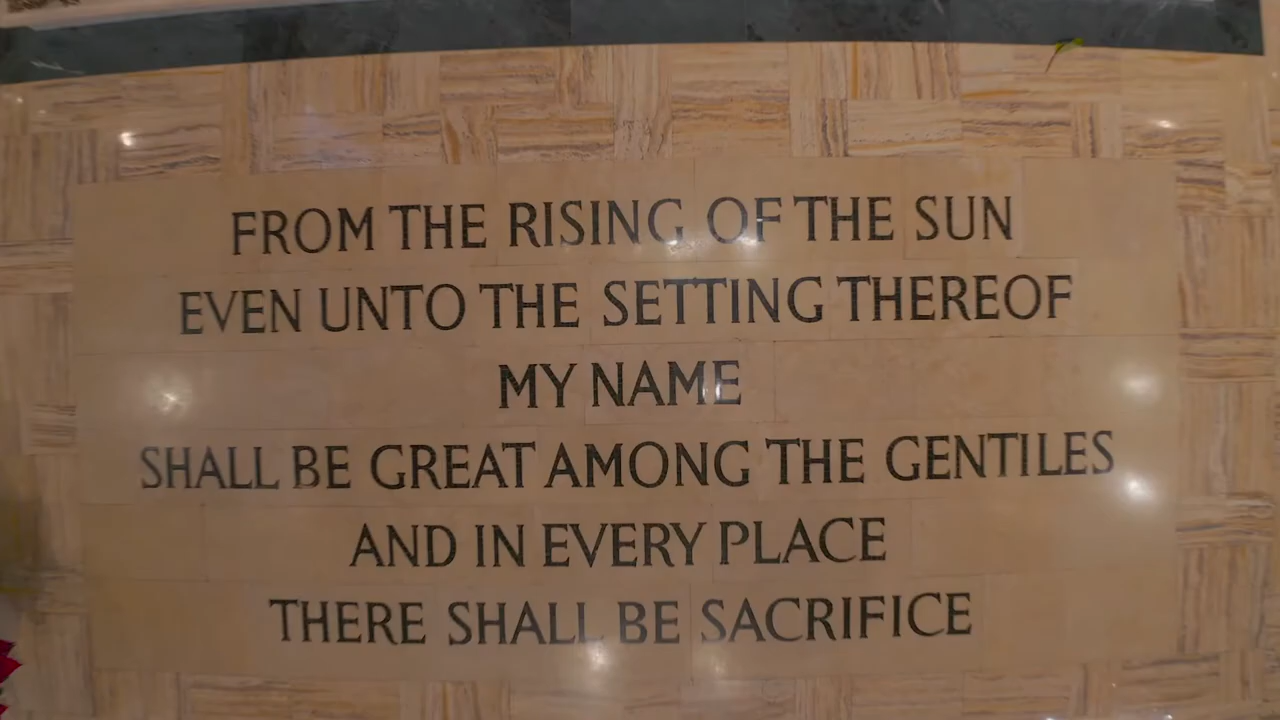 FROM THE RISING OF THE SUN
EVEN UNTO THE SETTING THEREOF
MY NAME
SHALL BE GREAT AMONG THE GENTILES
AND IN EVERY PLACE
THERE SHALL BE SACRIFICE